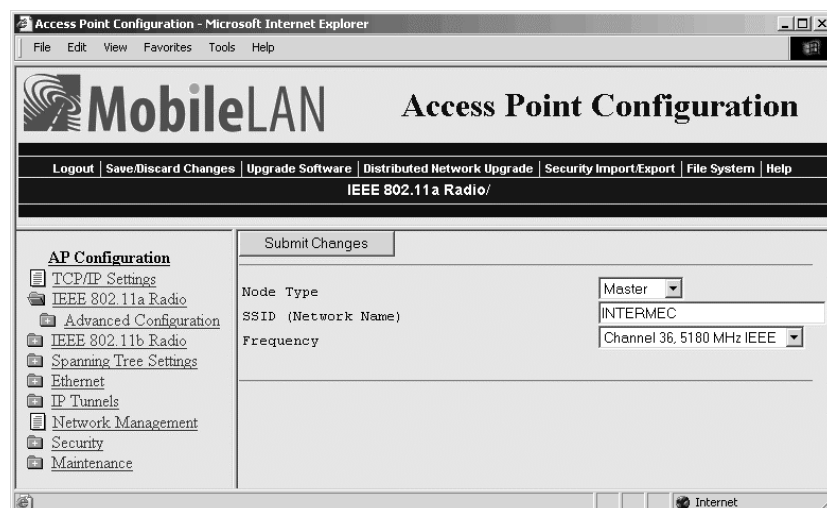 Access Point Configuration - Microsoft Internet Explorer
File Edit View Favorites Tools Help
MobileLAN Access Point Configuration
Logout | Save/Discard Changes | Upgrade Software | Distributed Network Upgrade | Security Import/Export | File System | Help
IEEE 802.11a Radio/
AP Configuration
TCP/IP Settings
IEEE 802.11a Radio
Advanced Configuration
IEEE 802.11b Radio
Spanning Tree Settings
Ethernet
IP Tunnels
Network Management
Security
Maintenance
Submit Changes
Node Type Master
SSID (Network Name) INTERMEC
Frequency Channel 36, 5180 MHz IEEE
Internet